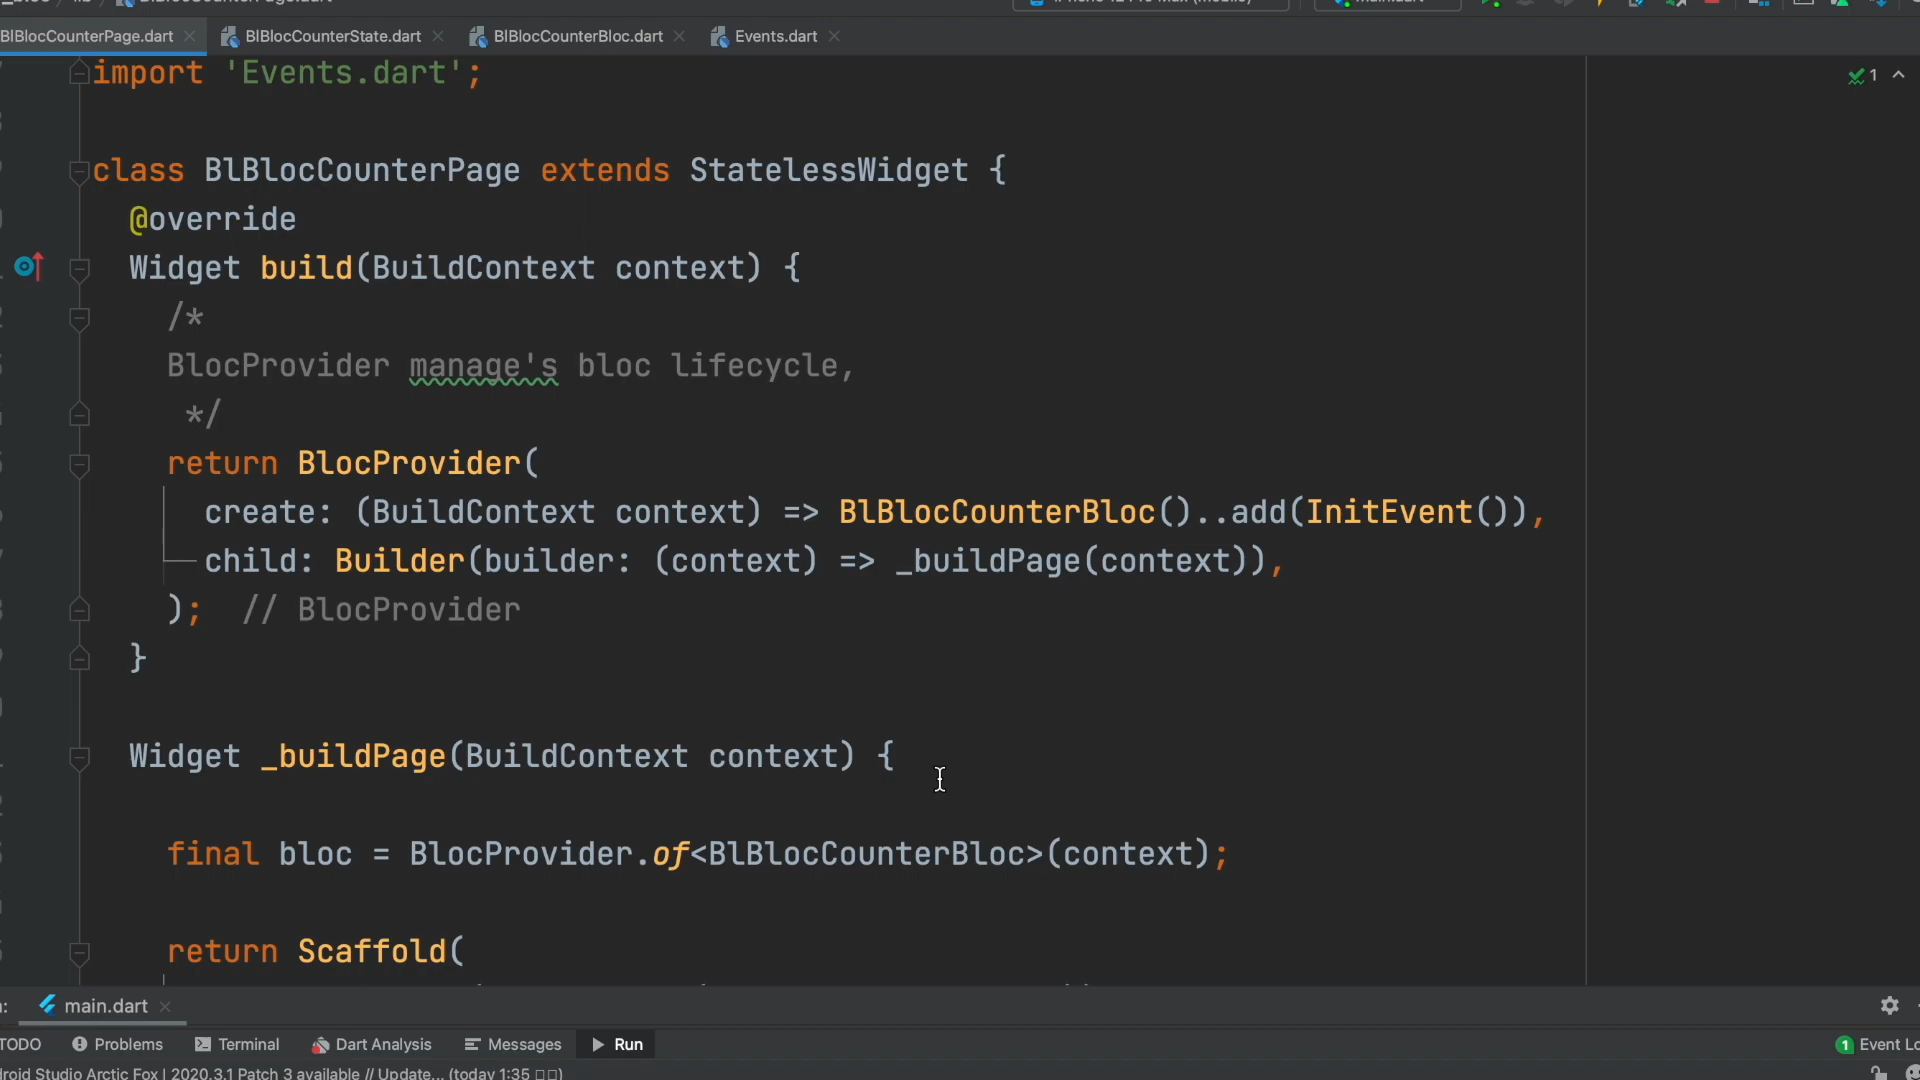 BlBlocCounterPage.dart
BlBlocCounterState.dart
BlBlocCounterBloc.dart
Events.dart
import 'Events.dart';
1
class BlBlocCounterPage extends StatelessWidget {
@override
Widget build(BuildContext context) {
/*
BlocProvider manage's bloc lifecycle,
*/
return BlocProvider(
create: (BuildContext context) => BlBlocCounterBloc()..add(InitEvent()),
child: Builder(builder: (context) => _buildPage(context)),
); // BlocProvider
}
Widget _buildPage(BuildContext context) {
final bloc = BlocProvider.of<BlBlocCounterBloc>(context);
return Scaffold(
main.dart
TODO
Problems
Terminal
Dart Analysis
Messages
Run
1 Event Lo
roid Studio Arctic Fox | 2020.3.1 Patch 3 available // Update... (today 1:35